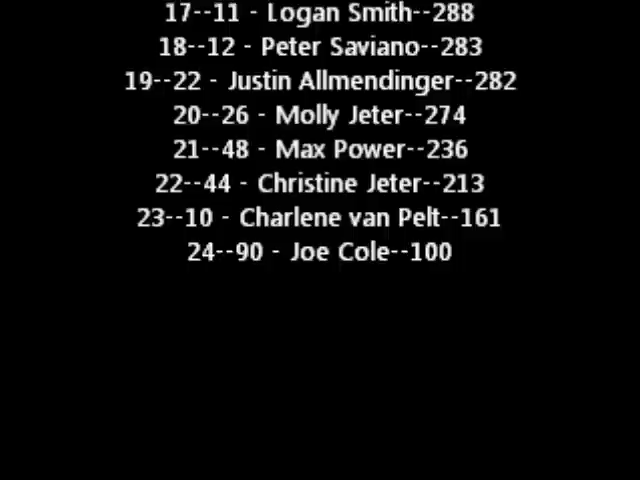 17--11 - Logan Smith--288
18--12 - Peter Saviano--283
19--22 - Justin Allmendinger--282
20--26 - Molly Jeter--274
21--48 - Max Power--236
22--44 - Christine Jeter--213
23--10 - Charlene van Pelt--161
24--90 - Joe Cole--100